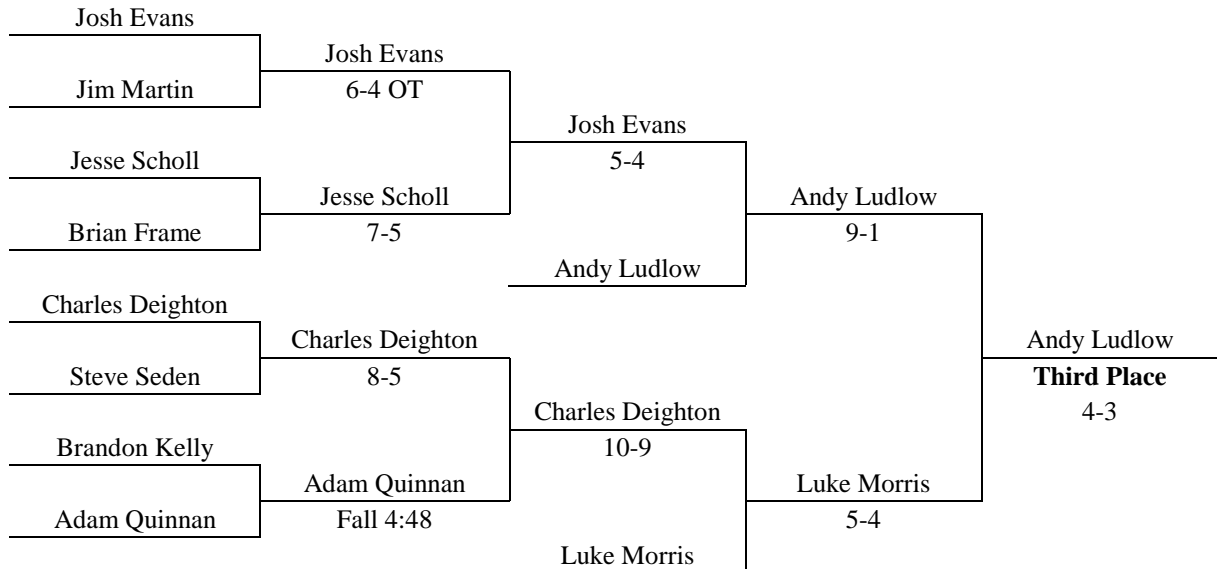 Josh Evans
Josh Evans
Jim Martin
6-4 OT
Josh Evans
5-4
Jesse Scholl
Jesse Scholl
Andy Ludlow
Brian Frame
7-5
9-1
Andy Ludlow
Charles Deighton
Charles Deighton
Andy Ludlow
Steve Seden
8-5
Third Place
Charles Deighton
4-3
Brandon Kelly
10-9
Adam Quinnan
Luke Morris
Adam Quinnan
Fall 4:48
5-4
Luke Morris